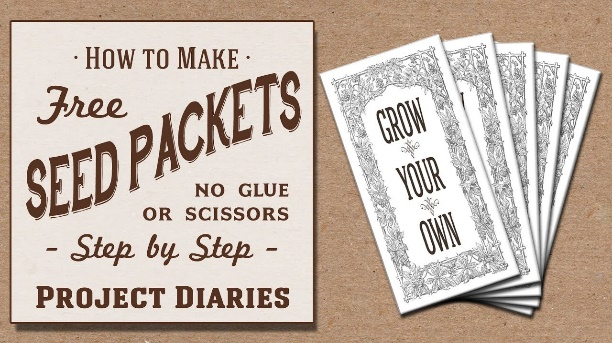 · How to Make ·
Free
SEED PACKETS
NO GLUE
OR SCISSORS
- Step by Step -
PROJECT DIARIES
GROW
YOUR
OWN